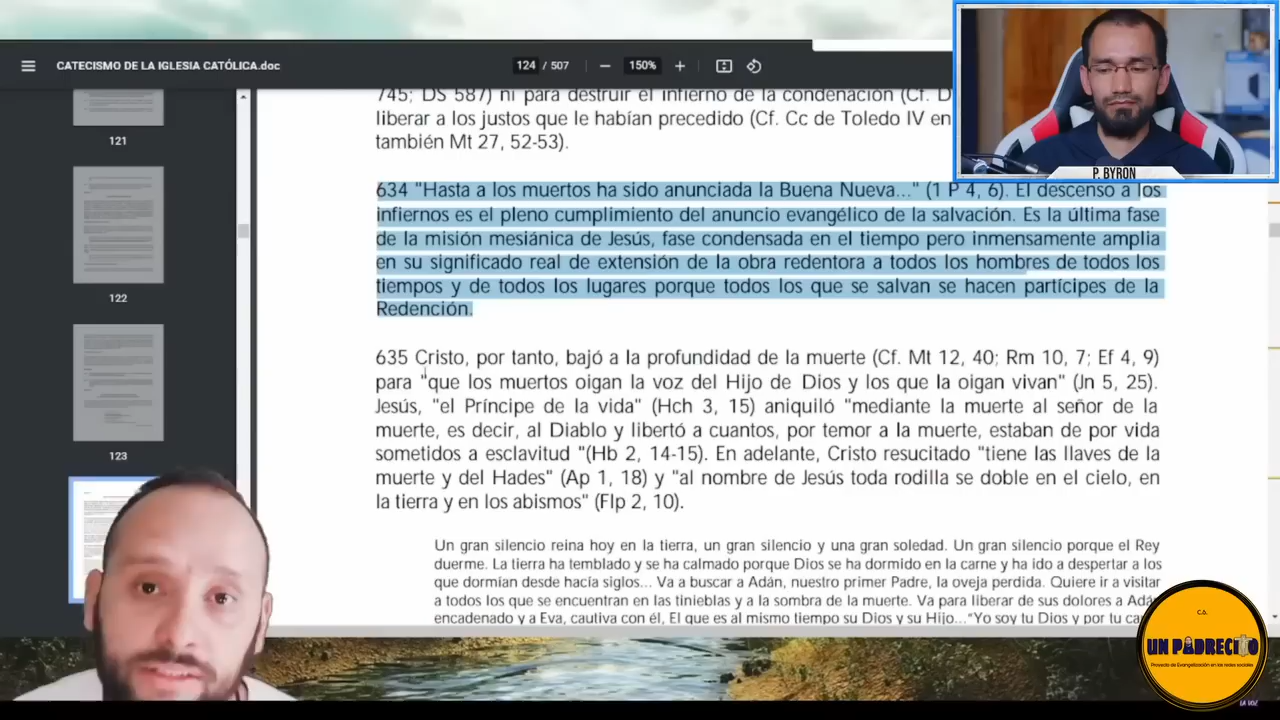 CATECISMO DE LA IGLESIA CATÓLICA.doc
124 / 507
150%
121
122
123
745; DS 587) ni para destruir el infierno de la condenación (Cf. D
liberar a los justos que le habían precedido (Cf. Cc de Toledo IV en
también Mt 27, 52-53).
634 "Hasta a los muertos ha sido anunciada la Buena Nueva..." (1 P 4, 6). El descenso a los
infiernos es el pleno cumplimiento del anuncio evangélico de la salvación. Es la última fase
de la misión mesiánica de Jesús, fase condensada en el tiempo pero inmensamente amplia
en su significado real de extensión de la obra redentora a todos los hombres de todos los
tiempos y de todos los lugares porque todos los que se salvan se hacen partícipes de la
Redención.
635 Cristo, por tanto, bajó a la profundidad de la muerte (Cf. Mt 12, 40; Rm 10, 7; Ef 4, 9)
para "que los muertos oigan la voz del Hijo de Dios y los que la oigan vivan" (Jn 5, 25).
Jesús, "el Príncipe de la vida" (Hch 3, 15) aniquiló "mediante la muerte al señor de la
muerte, es decir, al Diablo y libertó a cuantos, por temor a la muerte, estaban de por vida
sometidos a esclavitud "(Hb 2, 14-15). En adelante, Cristo resucitado "tiene las llaves de la
muerte y del Hades" (Ap 1, 18) y "al nombre de Jesús toda rodilla se doble en el cielo, en
la tierra y en los abismos" (Flp 2, 10).
Un gran silencio reina hoy en la tierra, un gran silencio y una gran soledad. Un gran silencio porque el Rey
duerme. La tierra ha temblado y se ha calmado porque Dios se ha dormido en la carne y ha ido a despertar a los
que dormían desde hacía siglos... Va a buscar a Adán, nuestro primer Padre, la oveja perdida. Quiere ir a visitar
a todos los que se encuentran en las tinieblas y a la sombra de la muerte. Va para liberar de sus dolores a Adá
encadenado y a Eva, cautiva con él, El que es al mismo tiempo su Dios y su Hijo..."Yo soy tu Dios y por tu ca
P. BYRON
C.G.
UN PADRECITO
Proyecto de Evangelización en las redes sociales
LA VOZ